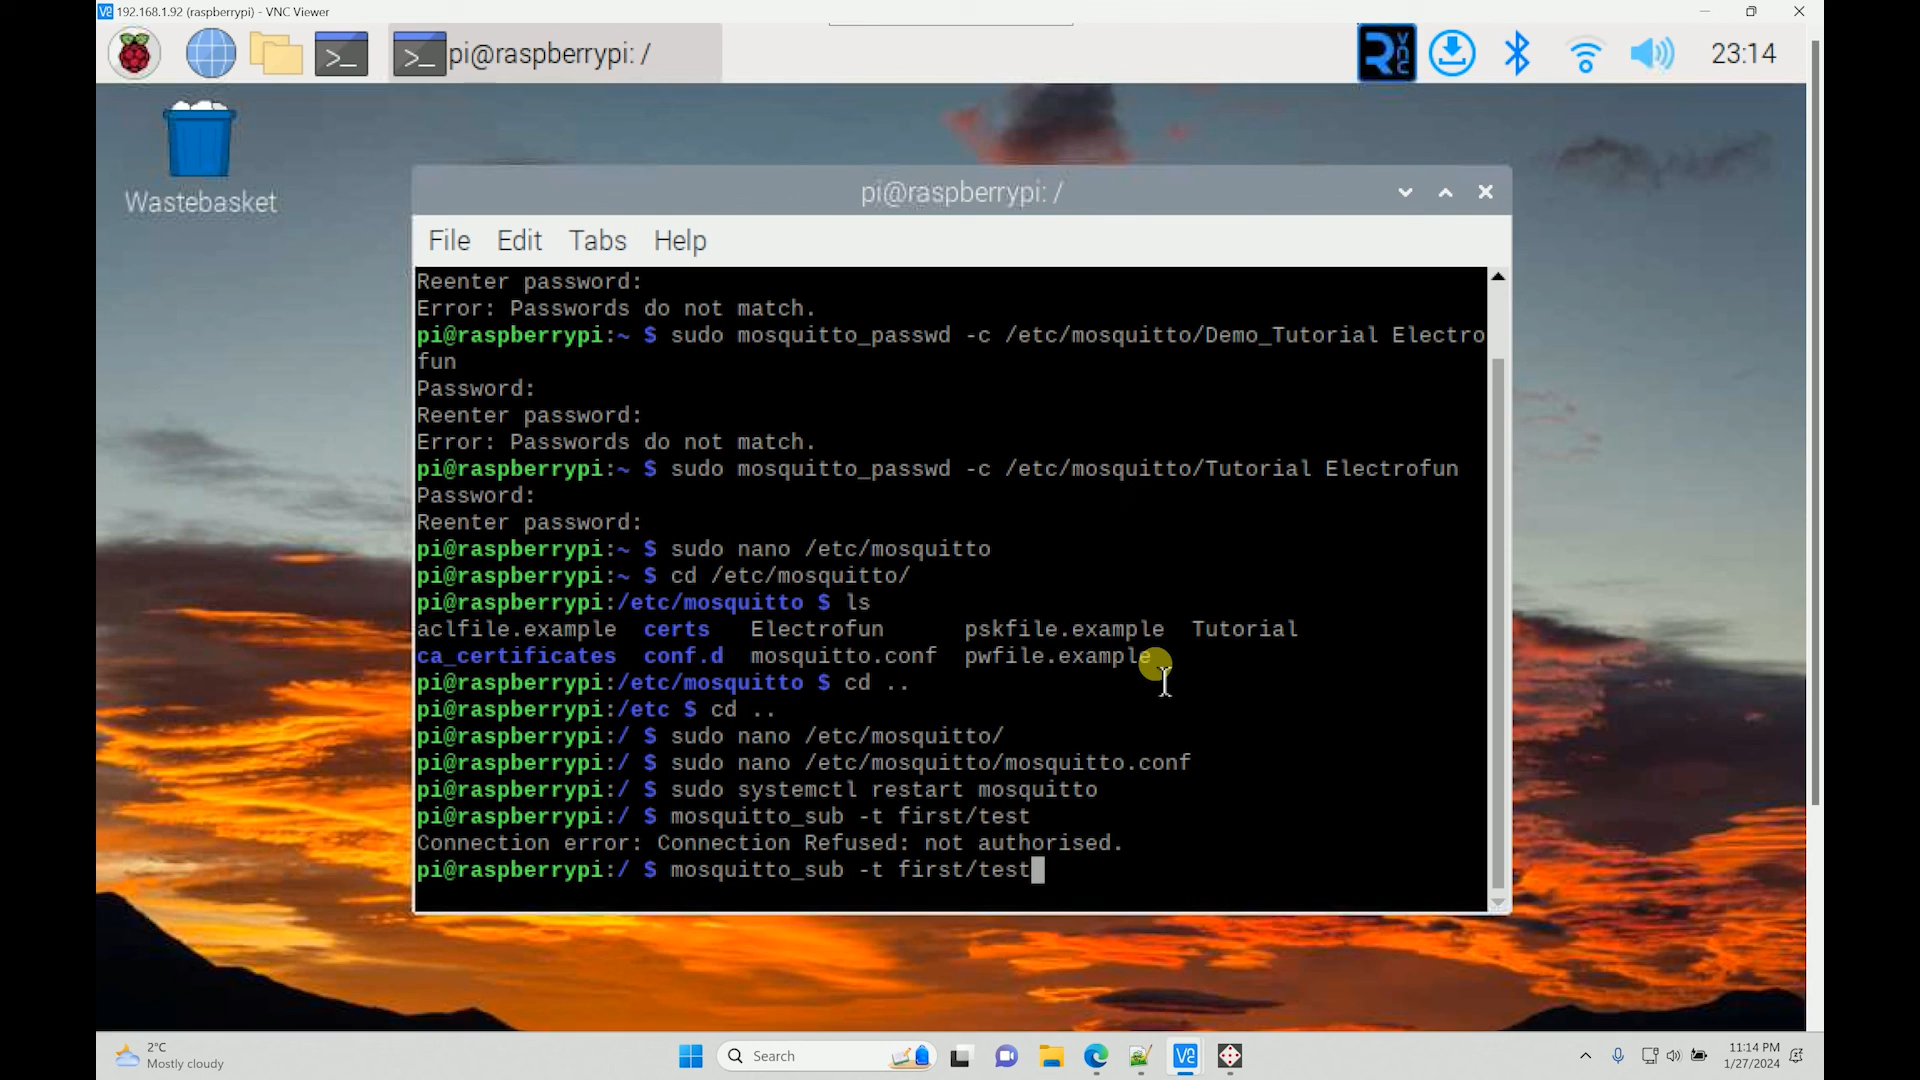 192.168.1.92 (raspberrypi) - VNC Viewer
pi@raspberrypi: /
23:14
Wastebasket
pi@raspberrypi: /
File Edit Tabs Help
Reenter password:
Error: Passwords do not match.
pi@raspberrypi:~ $ sudo mosquitto_passwd -c /etc/mosquitto/Demo_Tutorial Electro
fun
Password:
Reenter password:
Error: Passwords do not match.
pi@raspberrypi:~ $ sudo mosquitto_passwd -c /etc/mosquitto/Tutorial Electrofun
Password:
Reenter password:
pi@raspberrypi:~ $ sudo nano /etc/mosquitto
pi@raspberrypi:~ $ cd /etc/mosquitto/
pi@raspberrypi:/etc/mosquitto $ ls
aclfile.example certs Electrofun pskfile.example Tutorial
ca_certificates conf.d mosquitto.conf pwfile.example
pi@raspberrypi:/etc/mosquitto $ cd ..
pi@raspberrypi:/etc $ cd ..
pi@raspberrypi:/ $ sudo nano /etc/mosquitto/
pi@raspberrypi:/ $ sudo nano /etc/mosquitto/mosquitto.conf
pi@raspberrypi:/ $ sudo systemctl restart mosquitto
pi@raspberrypi:/ $ mosquitto_sub -t first/test
Connection error: Connection Refused: not authorised.
pi@raspberrypi:/ $ mosquitto_sub -t first/test
2°C
Mostly cloudy
Search
11:14 PM
1/27/2024